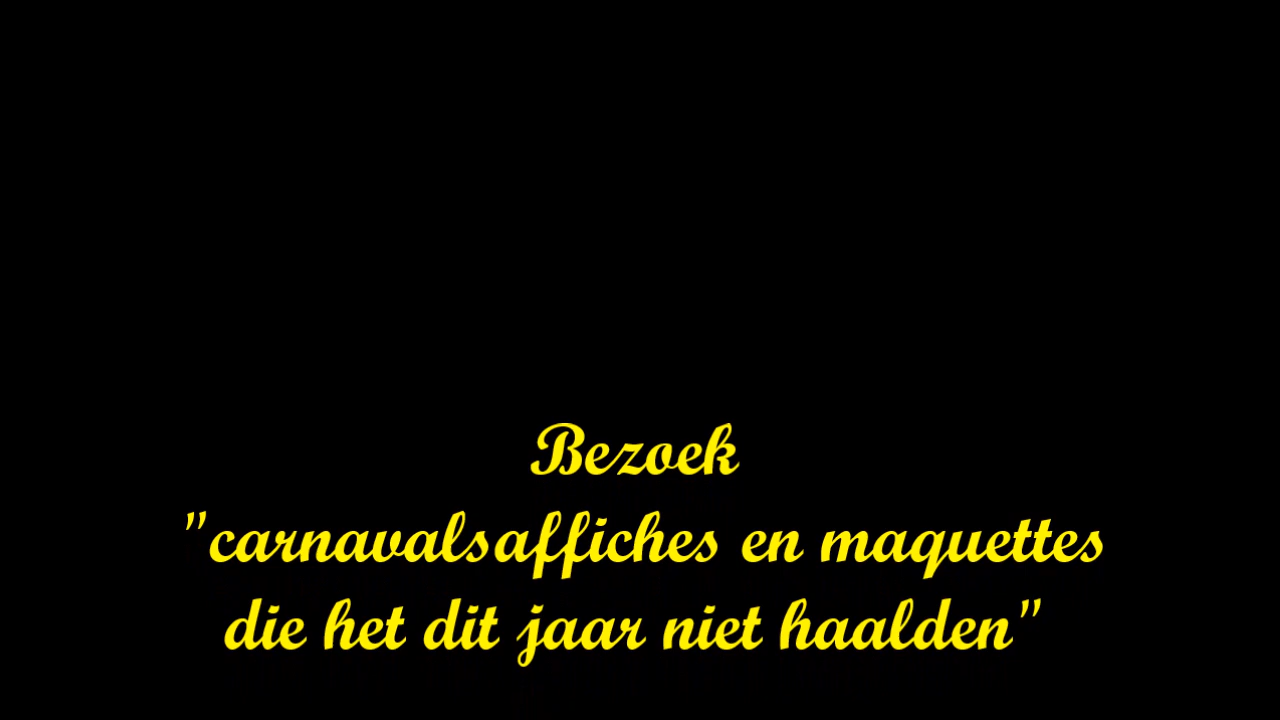 Bezoek
"carnavalsaffiches en maquettes
die het dit jaar niet haalden"